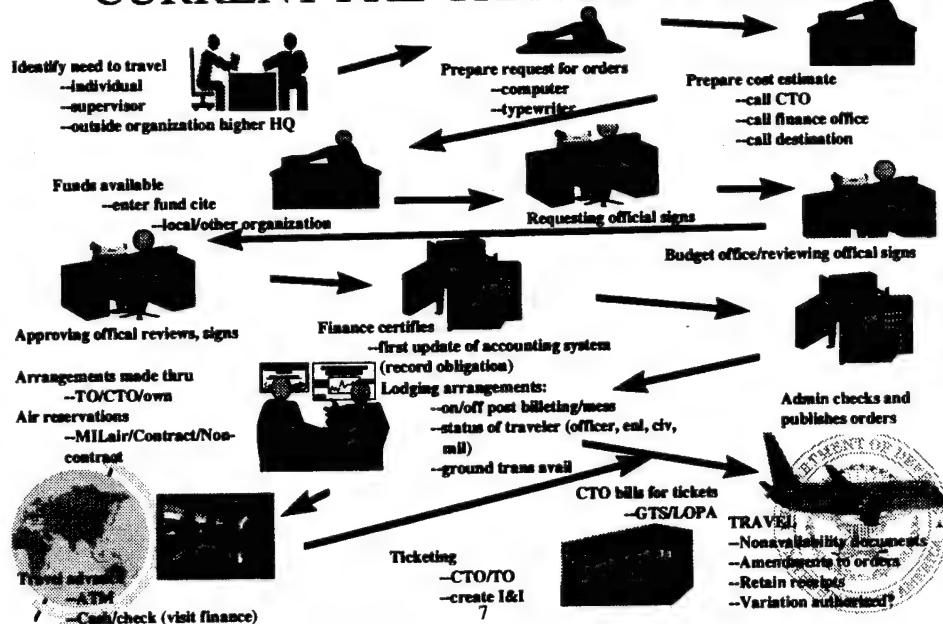 CURRENT PRE-TRAVEL
Identify need to travel
--individual
--supervisor
--outside organization higher HQ
Prepare request for orders
--computer
--typewriter
Prepare cost estimate
--call CTO
--call finance office
--call destination
Funds available
--enter fund cite
--local/other organization
Requesting official signs
Budget office/reviewing offical signs
Approving offical reviews, signs
Finance certifies
--first update of accounting system
(record obligation)
Admin checks and
publishes orders
Arrangements made thru
--TO/CTO/own
Air reservations
--MILair/Contract/Non-
contract
Lodging arrangements:
--on/off post billeting/mess
--status of traveler (officer, enl, civ,
mil)
--ground trans avail
Travel advance
--ATM
--Cash/check (visit finance)
Ticketing
--CTO/TO
--create I&I
CTO bills for tickets
--GTS/LOPA
TRAVEL
--Nonavailability documents
--Amendments to orders
--Retain receipts
--Variation authorized?
7